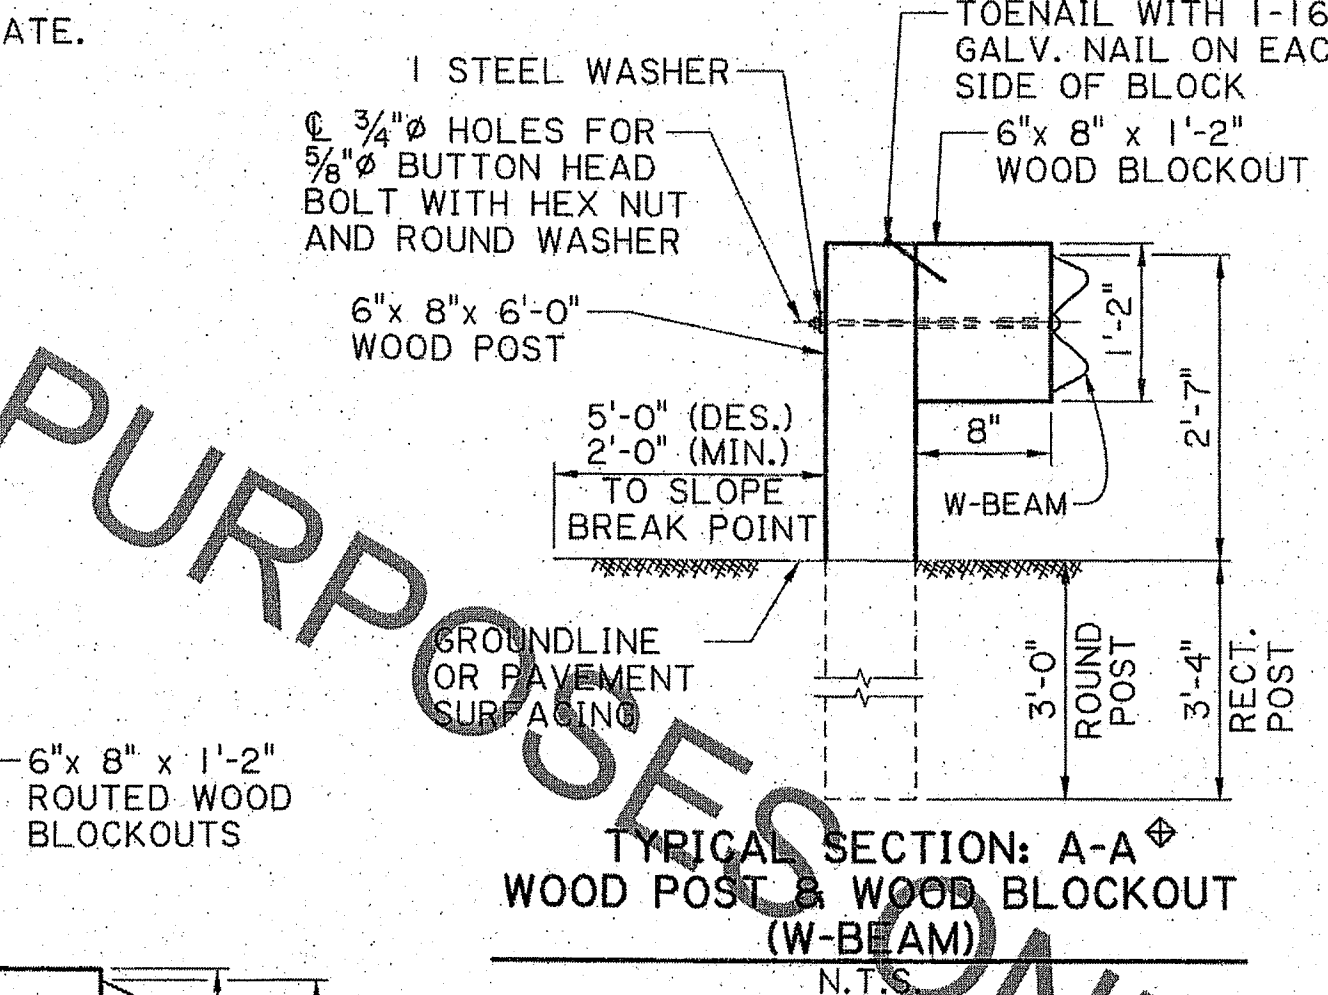 ATE.
TOENAIL WITH 1-16
GALV. NAIL ON EAC
SIDE OF BLOCK
1 STEEL WASHER
℄ 3/4"ø HOLES FOR
5/8"ø BUTTON HEAD
BOLT WITH HEX NUT
AND ROUND WASHER
6"x 8" x 1'-2"
WOOD BLOCKOUT
6"x 8"x 6'-0"
WOOD POST
1'-2"
2'-7"
5'-0" (DES.)
2'-0" (MIN.)
TO SLOPE
BREAK POINT
8"
W-BEAM
GROUNDLINE
OR PAVEMENT
SURFACING
3'-0"
ROUND
POST
3'-4"
RECT.
POST
6"x 8" x 1'-2"
ROUTED WOOD
BLOCKOUTS
TYPICAL SECTION: A-A
WOOD POST & WOOD BLOCKOUT
(W-BEAM)
N.T.S.
PURPOSES ON